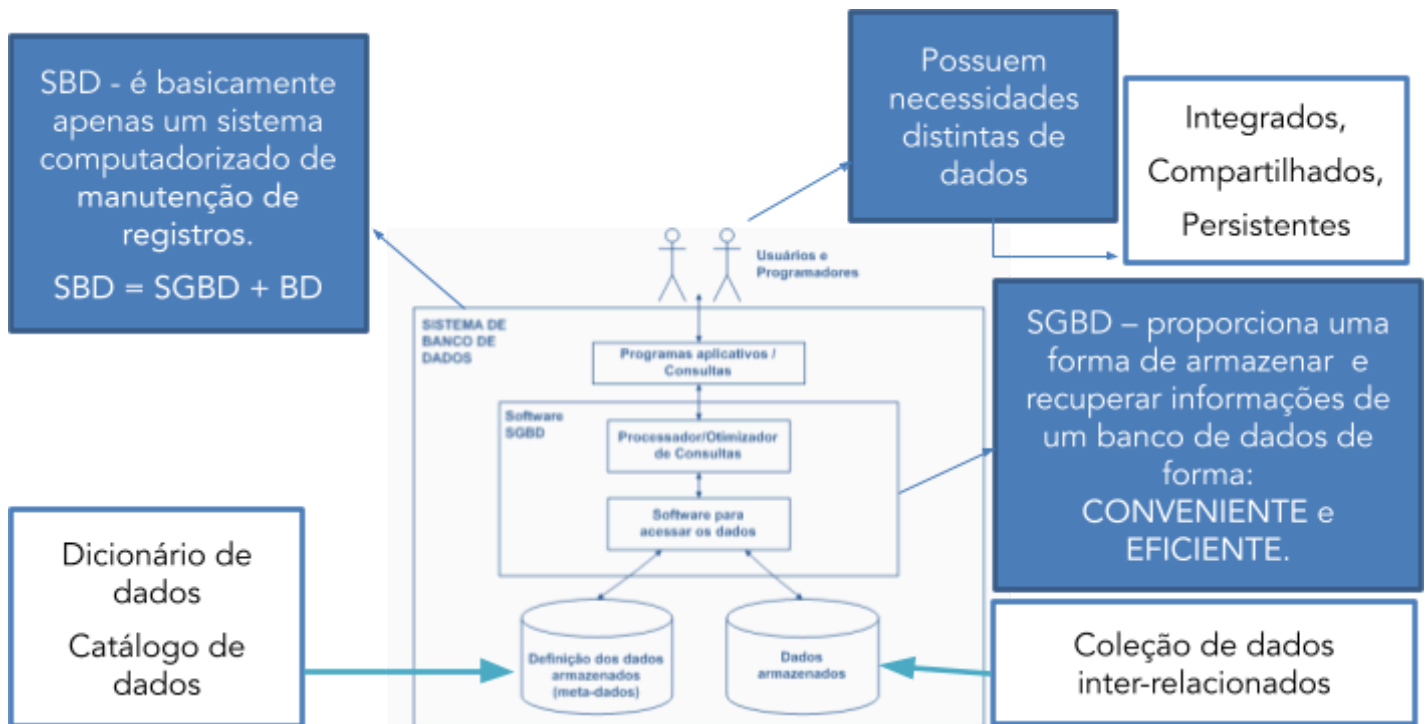 SBD - é basicamente
apenas um sistema
computadorizado de
manutenção de
registros.
SBD = SGBD + BD
Possuem
necessidades
distintas de
dados
Integrados,
Compartilhados,
Persistentes
Usuários e
Programadores
SISTEMA DE
BANCO DE
DADOS
Programas aplicativos /
Consultas
Software
SGBD
Processador/Otimizador
de Consultas
Software para
acessar os dados
SGBD – proporciona uma
forma de armazenar e
recuperar informações de
um banco de dados de
forma:
CONVENIENTE e
EFICIENTE.
Dicionário de
dados
Catálogo de
dados
Definição dos dados
armazenados
(meta-dados)
Dados
armazenados
Coleção de dados
inter-relacionados